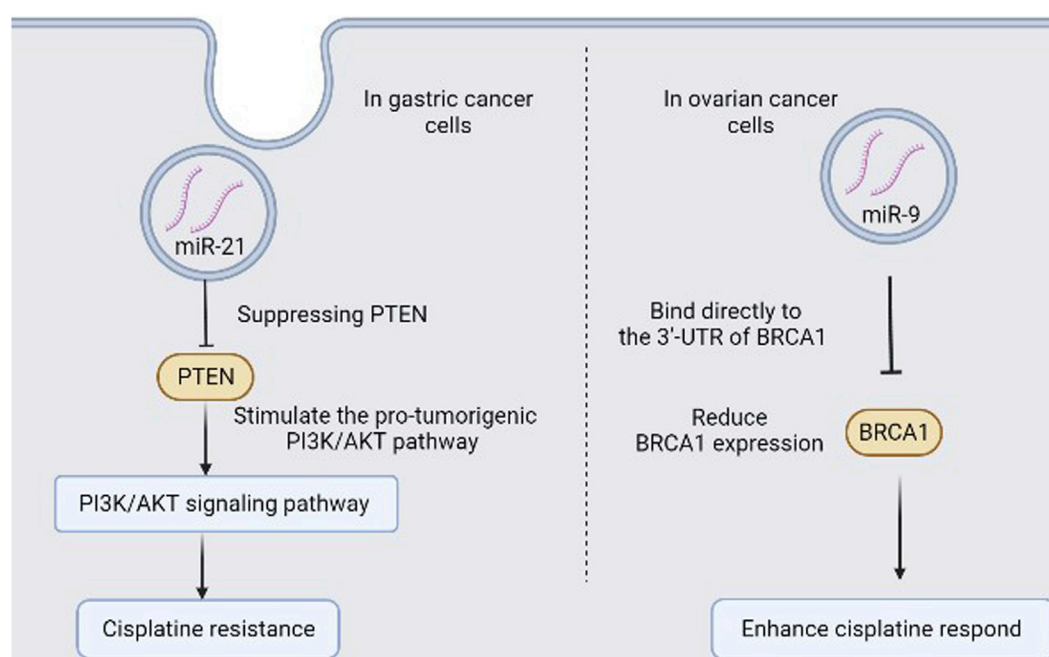 In gastric cancer
cells
miR-21
Suppressing PTEN
PTEN
Stimulate the pro-tumorigenic
PI3K/AKT pathway
PI3K/AKT signaling pathway
Cisplatine resistance
In ovarian cancer
cells
miR-9
Bind directly to
the 3'-UTR of BRCA1
Reduce
BRCA1 expression
BRCA1
Enhance cisplatine respond